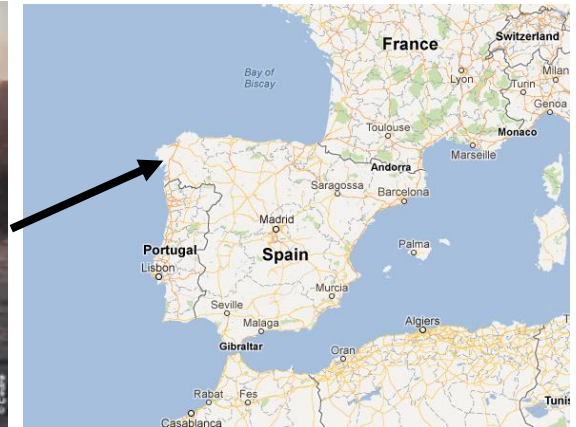 Switzerland
France
Bay of
Biscay
Lyon
Milan
Turin
Genoa
Toulouse
Monaco
Marseille
Andorra
Saragossa
Barcelona
Madrid
Portugal
Spain
Palma
Lisbon
Murcia
Seville
Malaga
Algiers
Gibraltar
Oran
Rabat
Fes
Tunis
Casablanca